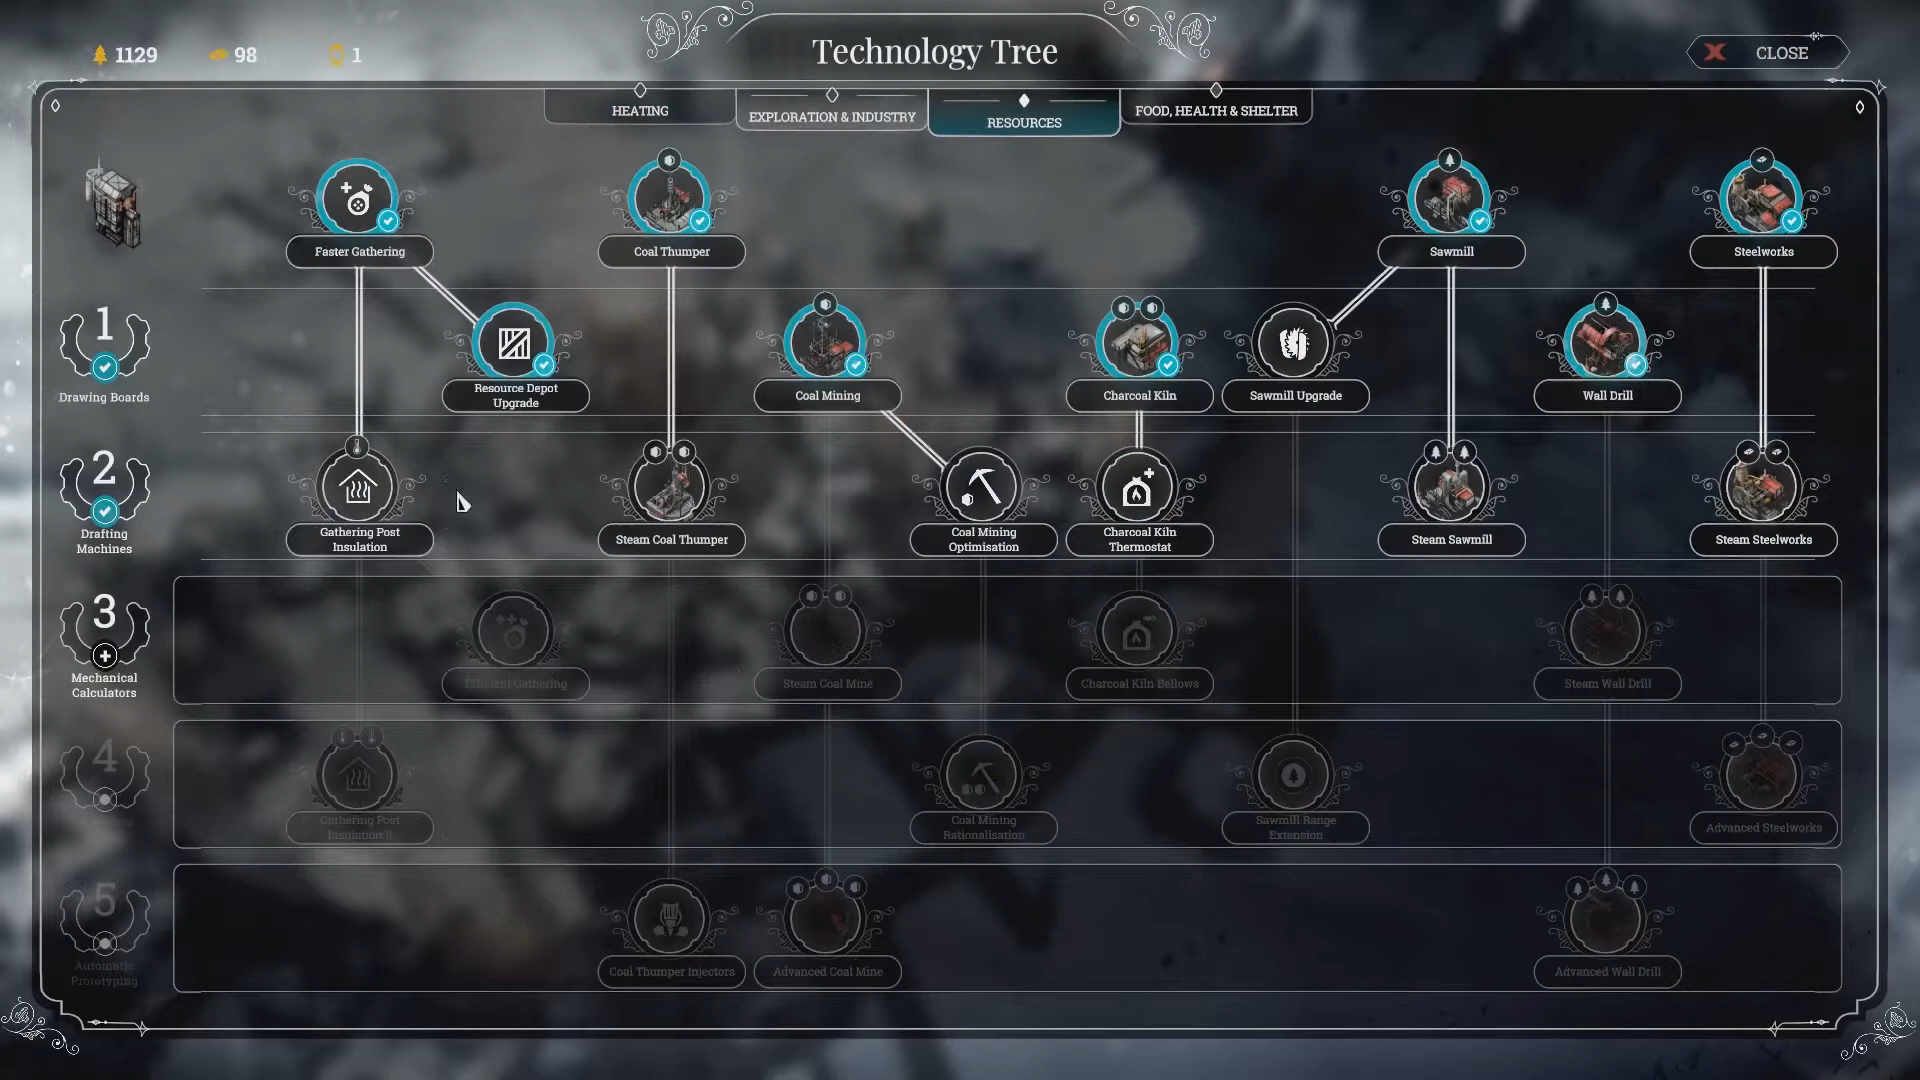 1129
98
1
Technology Tree
CLOSE
HEATING
EXPLORATION & INDUSTRY
RESOURCES
FOOD, HEALTH & SHELTER
Faster Gathering
Coal Thumper
Sawmill
Steelworks
1
Drawing Boards
Resource Depot
Upgrade
Coal Mining
Charcoal Kiln
Sawmill Upgrade
Wall Drill
2
Drafting
Machines
Gathering Post
Insulation
Steam Coal Thumper
Coal Mining
Optimisation
Charcoal Kiln
Thermostat
Steam Sawmill
Steam Steelworks
3
Mechanical
Calculators
Efficient Gathering
Steam Coal Mine
Charcoal Kiln Bellows
Steam Wall Drill
4
Gathering Post
Insulation II
Coal Mining
Rationalisation
Sawmill Range
Extension
Advanced Steelworks
5
Automatic
Prototyping
Coal Thumper Injectors
Advanced Coal Mine
Advanced Wall Drill